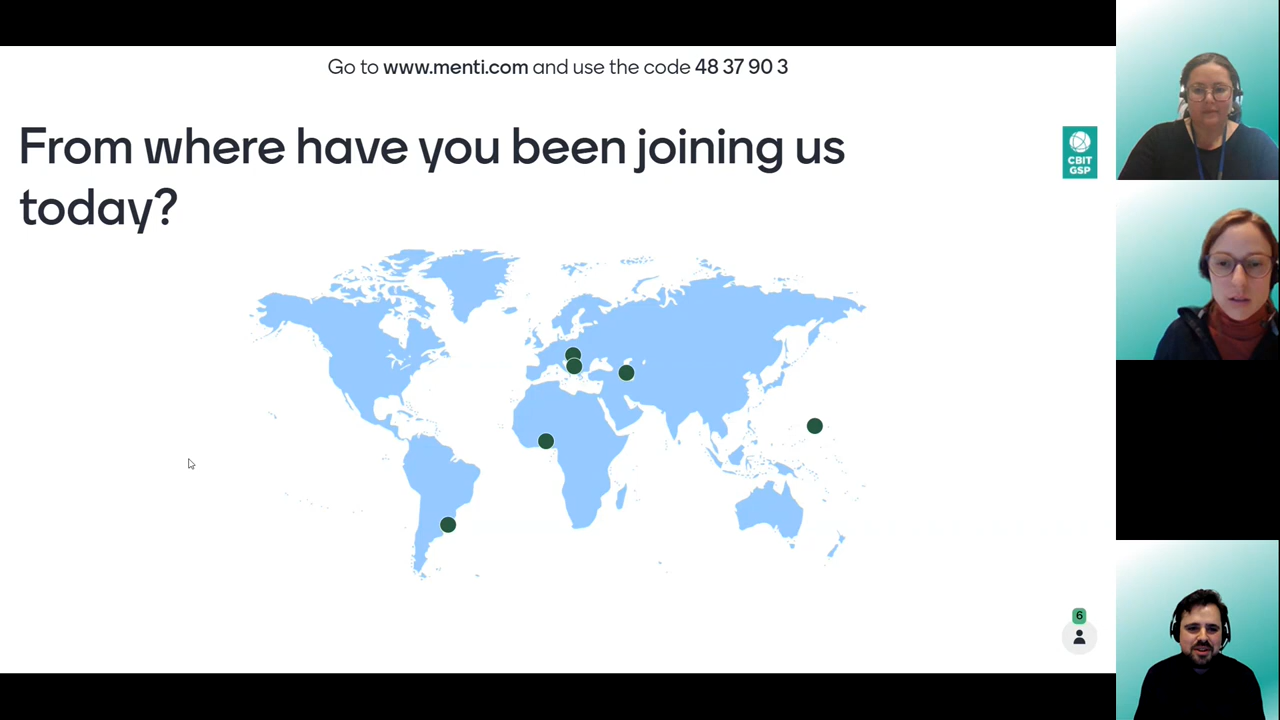 Go to www.menti.com and use the code 48 37 90 3
From where have you been joining us
today?
CBIT
GSP
6